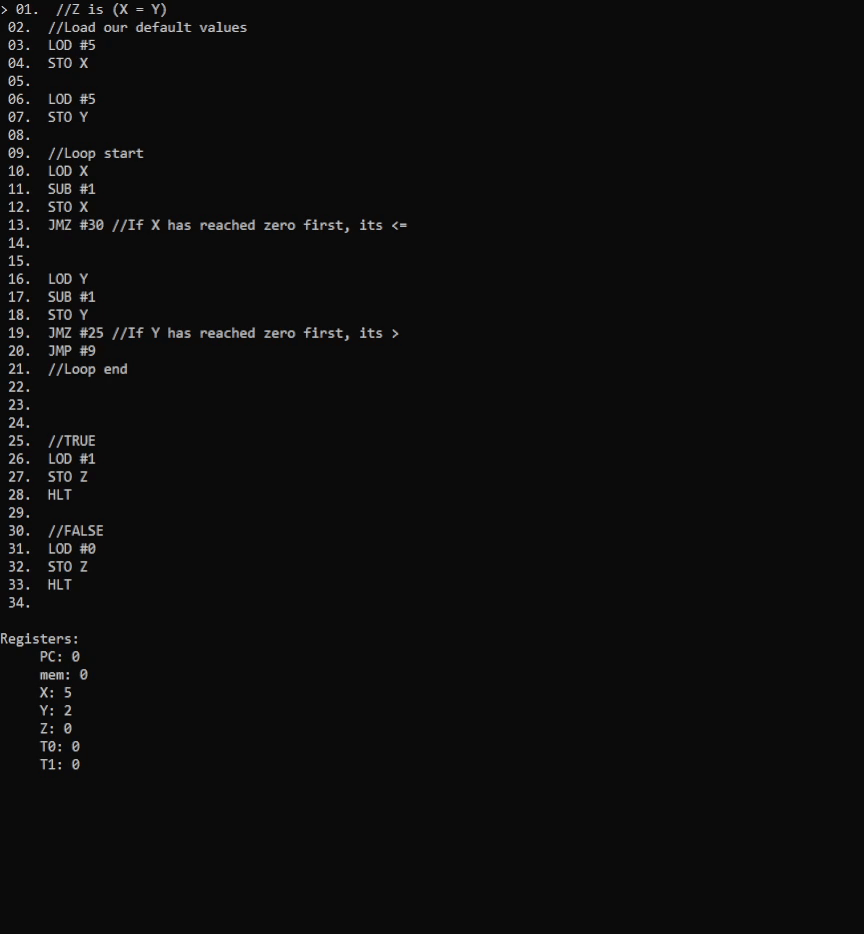 > 01. //Z is (X = Y)
02. //Load our default values
03. LOD #5
04. STO X
05.
06. LOD #5
07. STO Y
08.
09. //Loop start
10. LOD X
11. SUB #1
12. STO X
13. JMZ #30 //If X has reached zero first, its <=
14.
15.
16. LOD Y
17. SUB #1
18. STO Y
19. JMZ #25 //If Y has reached zero first, its >
20. JMP #9
21. //Loop end
22.
23.
24.
25. //TRUE
26. LOD #1
27. STO Z
28. HLT
29.
30. //FALSE
31. LOD #0
32. STO Z
33. HLT
34.
Registers:
PC: 0
mem: 0
X: 5
Y: 2
Z: 0
T0: 0
T1: 0